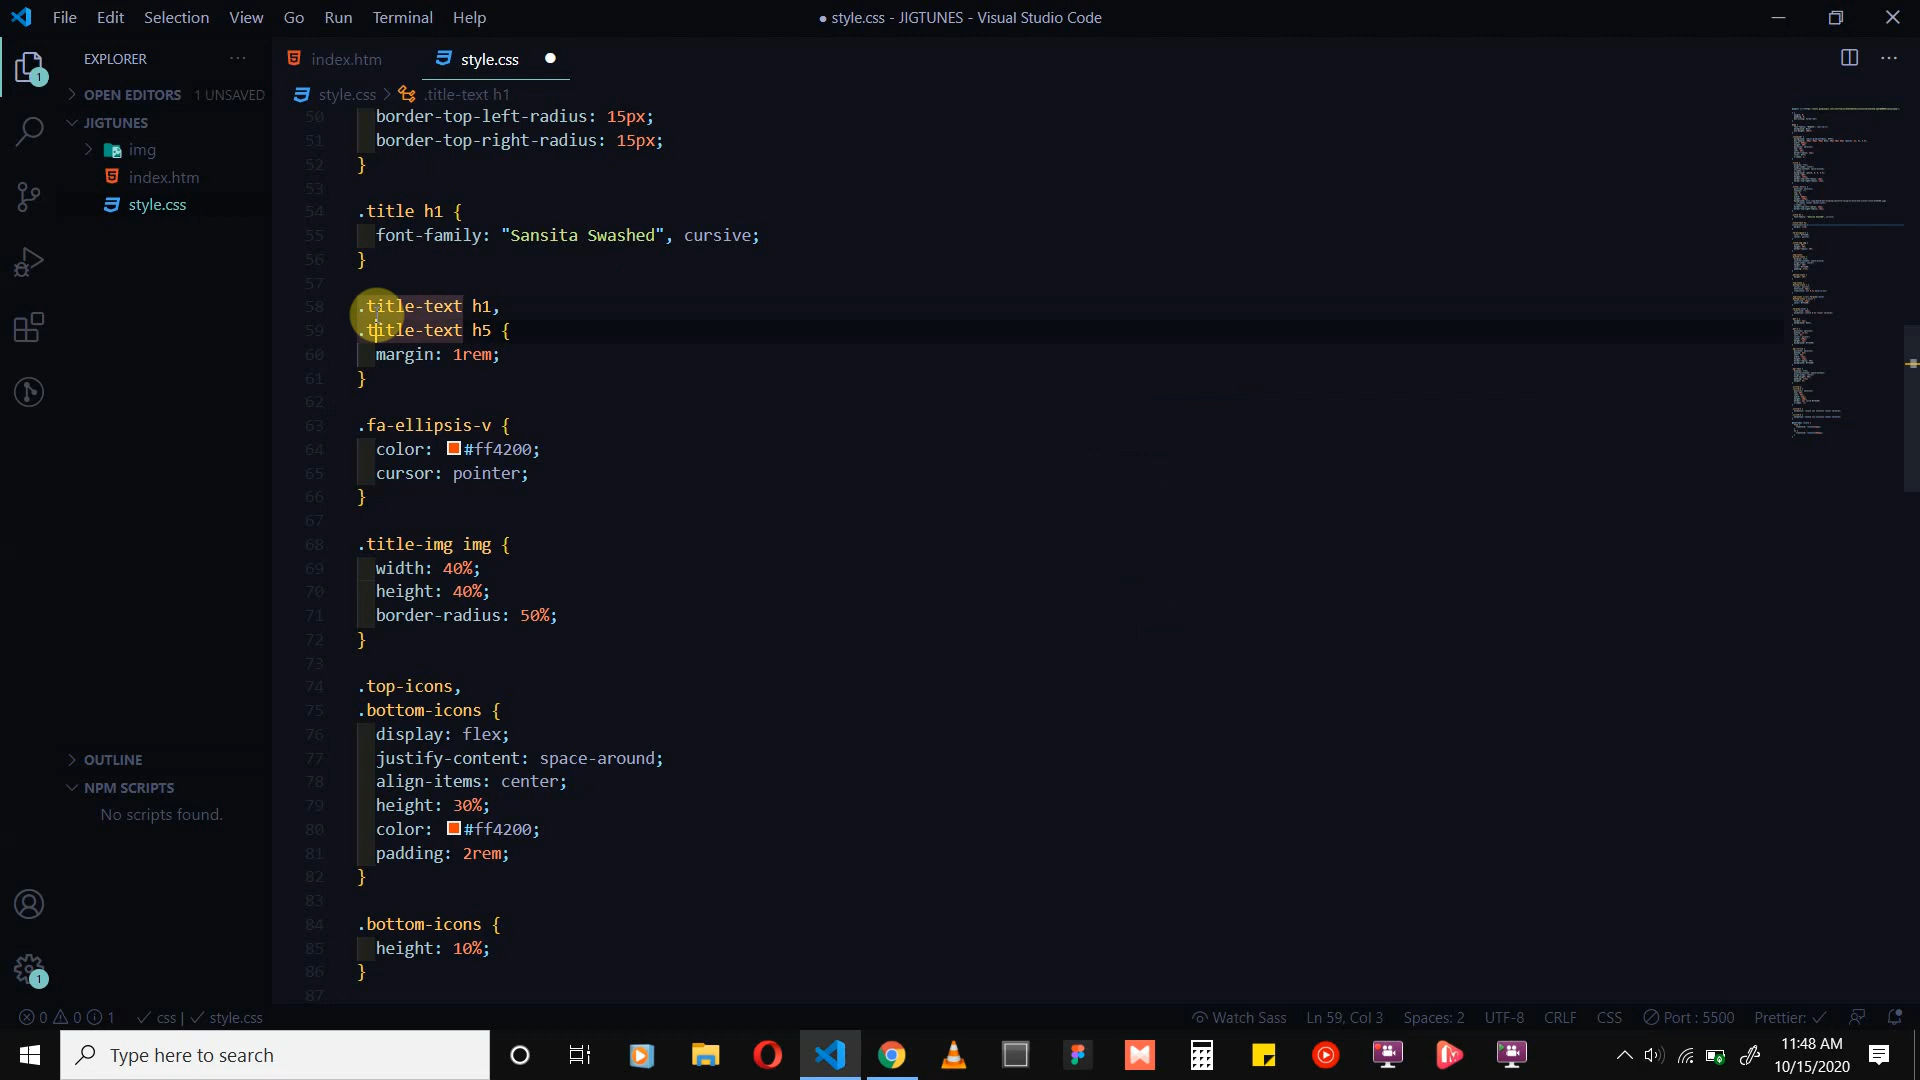 File Edit Selection View Go Run Terminal Help
● style.css - JIGTUNES - Visual Studio Code
EXPLORER
OPEN EDITORS 1 UNSAVED
JIGTUNES
img
index.htm
style.css
OUTLINE
NPM SCRIPTS
No scripts found.
1
1
index.htm
style.css
style.css > .title-text h1
50 border-top-left-radius: 15px;
51 border-top-right-radius: 15px;
52 }
53
54 .title h1 {
55 font-family: "Sansita Swashed", cursive;
56 }
57
58 .title-text h1,
59 .title-text h5 {
60 margin: 1rem;
61 }
62
63 .fa-ellipsis-v {
64 color: #ff4200;
65 cursor: pointer;
66 }
67
68 .title-img img {
69 width: 40%;
70 height: 40%;
71 border-radius: 50%;
72 }
73
74 .top-icons,
75 .bottom-icons {
76 display: flex;
77 justify-content: space-around;
78 align-items: center;
79 height: 30%;
80 color: #ff4200;
81 padding: 2rem;
82 }
83
84 .bottom-icons {
85 height: 10%;
86 }
87
0 0 1 css | style.css
Watch Sass Ln 59, Col 3 Spaces: 2 UTF-8 CRLF CSS Port : 5500 Prettier:
Type here to search
11:48 AM
10/15/2020